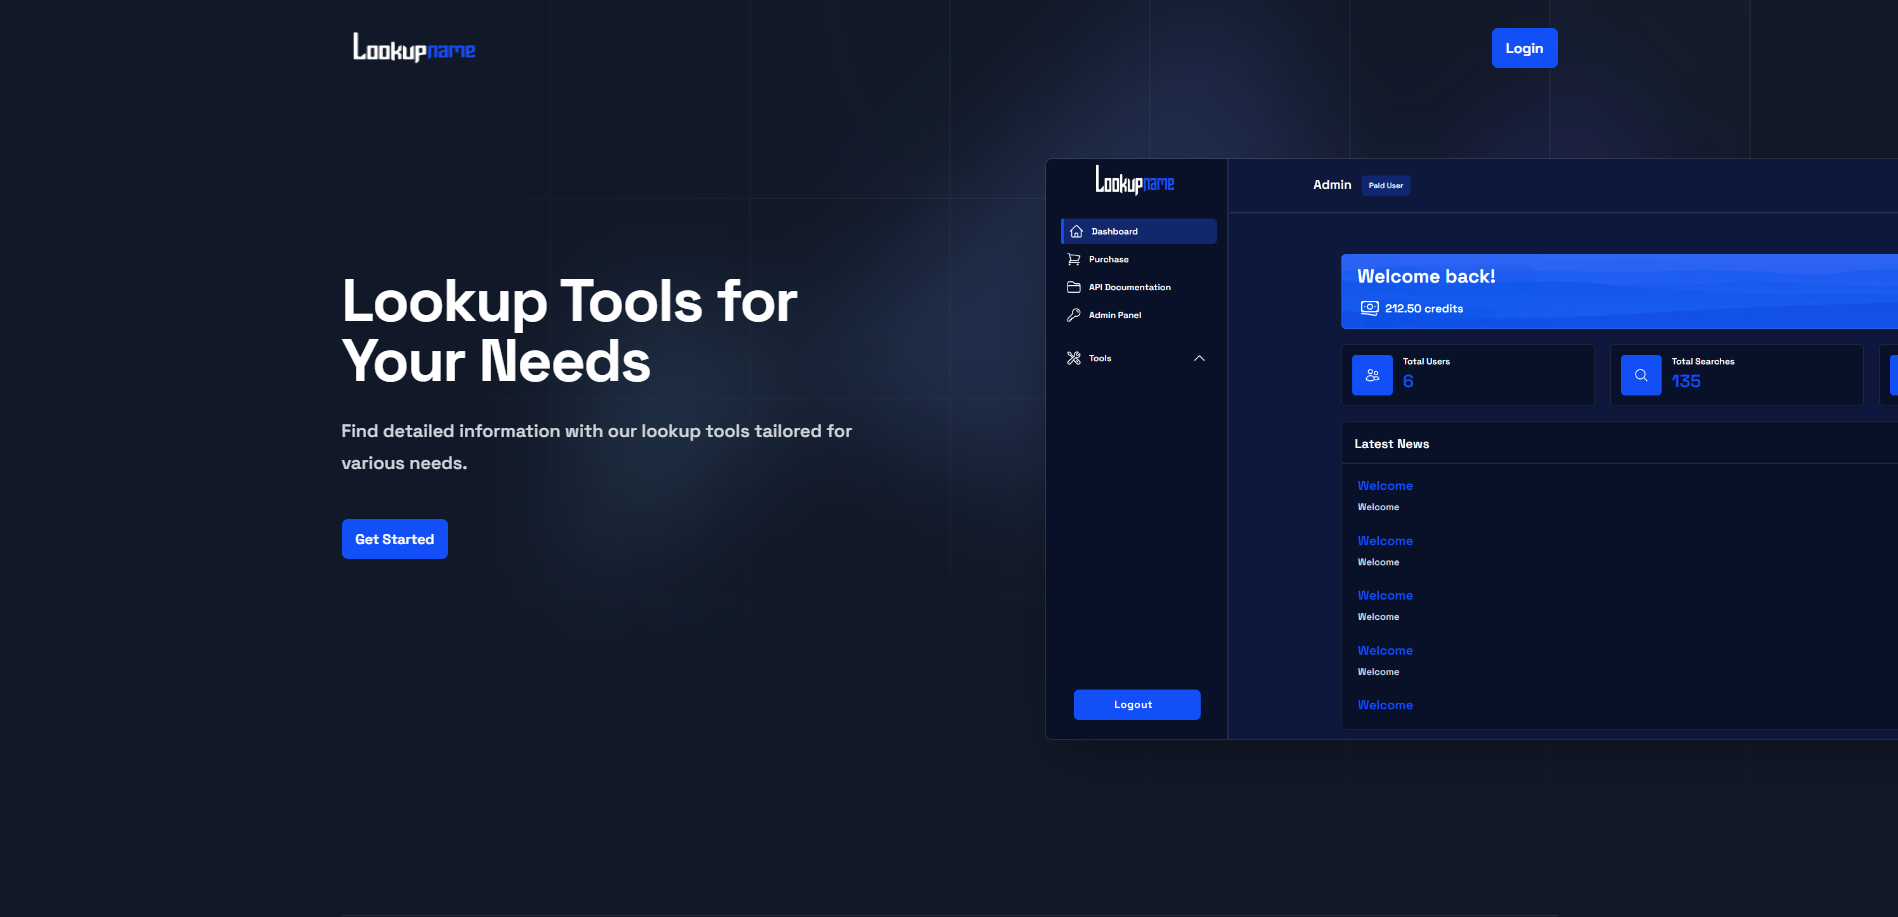 Lookupname
Login
Lookup Tools for
Your Needs
Find detailed information with our lookup tools tailored for
various needs.
Get Started
Lookupname
Dashboard
Purchase
API Documentation
Admin Panel
Tools
Logout
Admin
Paid User
Welcome back!
212.50 credits
Total Users
6
Total Searches
135
Latest News
Welcome
Welcome
Welcome
Welcome
Welcome
Welcome
Welcome
Welcome
Welcome